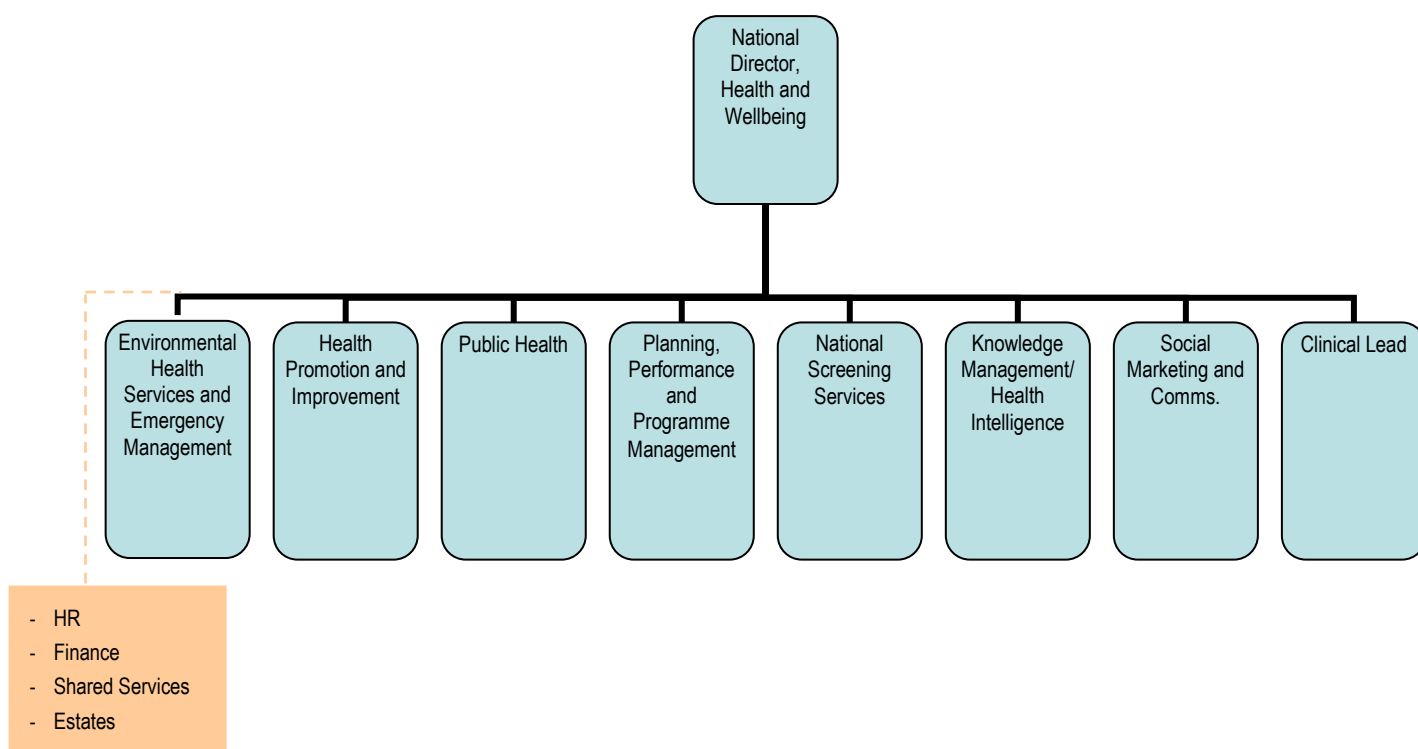 National
Director,
Health and
Wellbeing
Environmental
Health
Services and
Emergency
Management
Health
Promotion and
Improvement
Public Health
Planning,
Performance
and
Programme
Management
National
Screening
Services
Knowledge
Management/
Health
Intelligence
Social
Marketing and
Comms.
Clinical Lead
- HR
- Finance
- Shared Services
- Estates